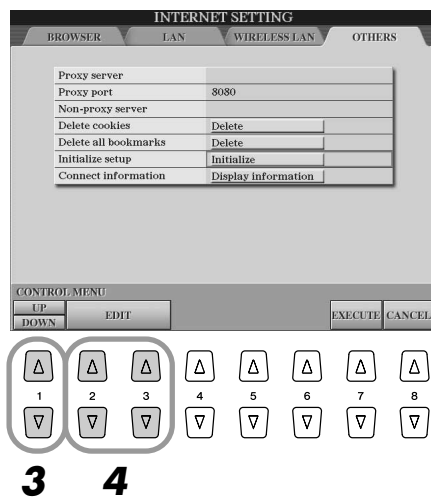 INTERNET SETTING
BROWSER LAN WIRELESS LAN OTHERS
Proxy server
Proxy port 8080
Non-proxy server
Delete cookies Delete
Delete all bookmarks Delete
Initialize setup Initialize
Connect information Display information
CONTROL MENU
UP
DOWN EDIT EXECUTE CANCEL
1 2 3 4 5 6 7 8
3 4